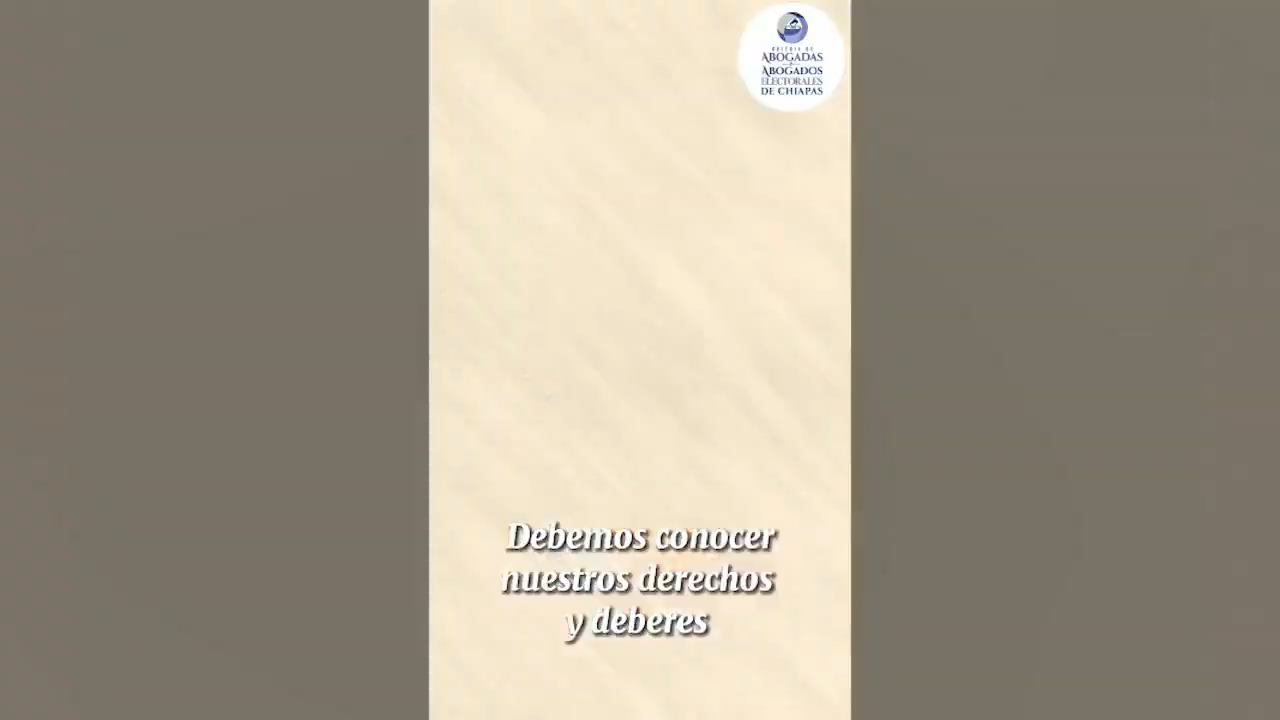 ABOGADAS
ABOGADOS
ELECTORALES
DE CHIAPAS
Debemos conocer
nuestros derechos
y deberes